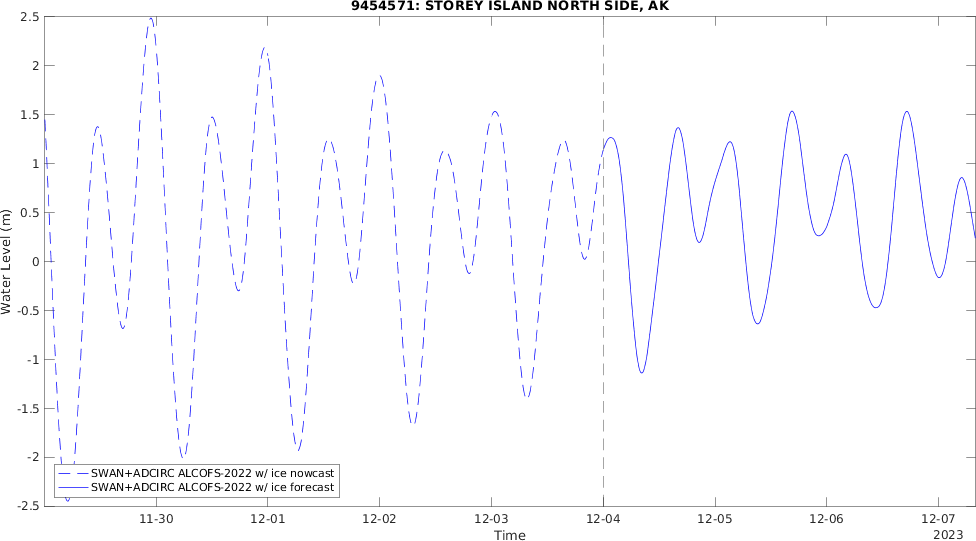 9454571: STOREY ISLAND NORTH SIDE, AK
2.5
2
1.5
1
0.5
0
-0.5
-1
-1.5
-2
-2.5
Water Level (m)
SWAN+ADCIRC ALCOFS-2022 w/ ice nowcast
SWAN+ADCIRC ALCOFS-2022 w/ ice forecast
11-30 12-01 12-02 12-03 12-04 12-05 12-06 12-07
Time
2023